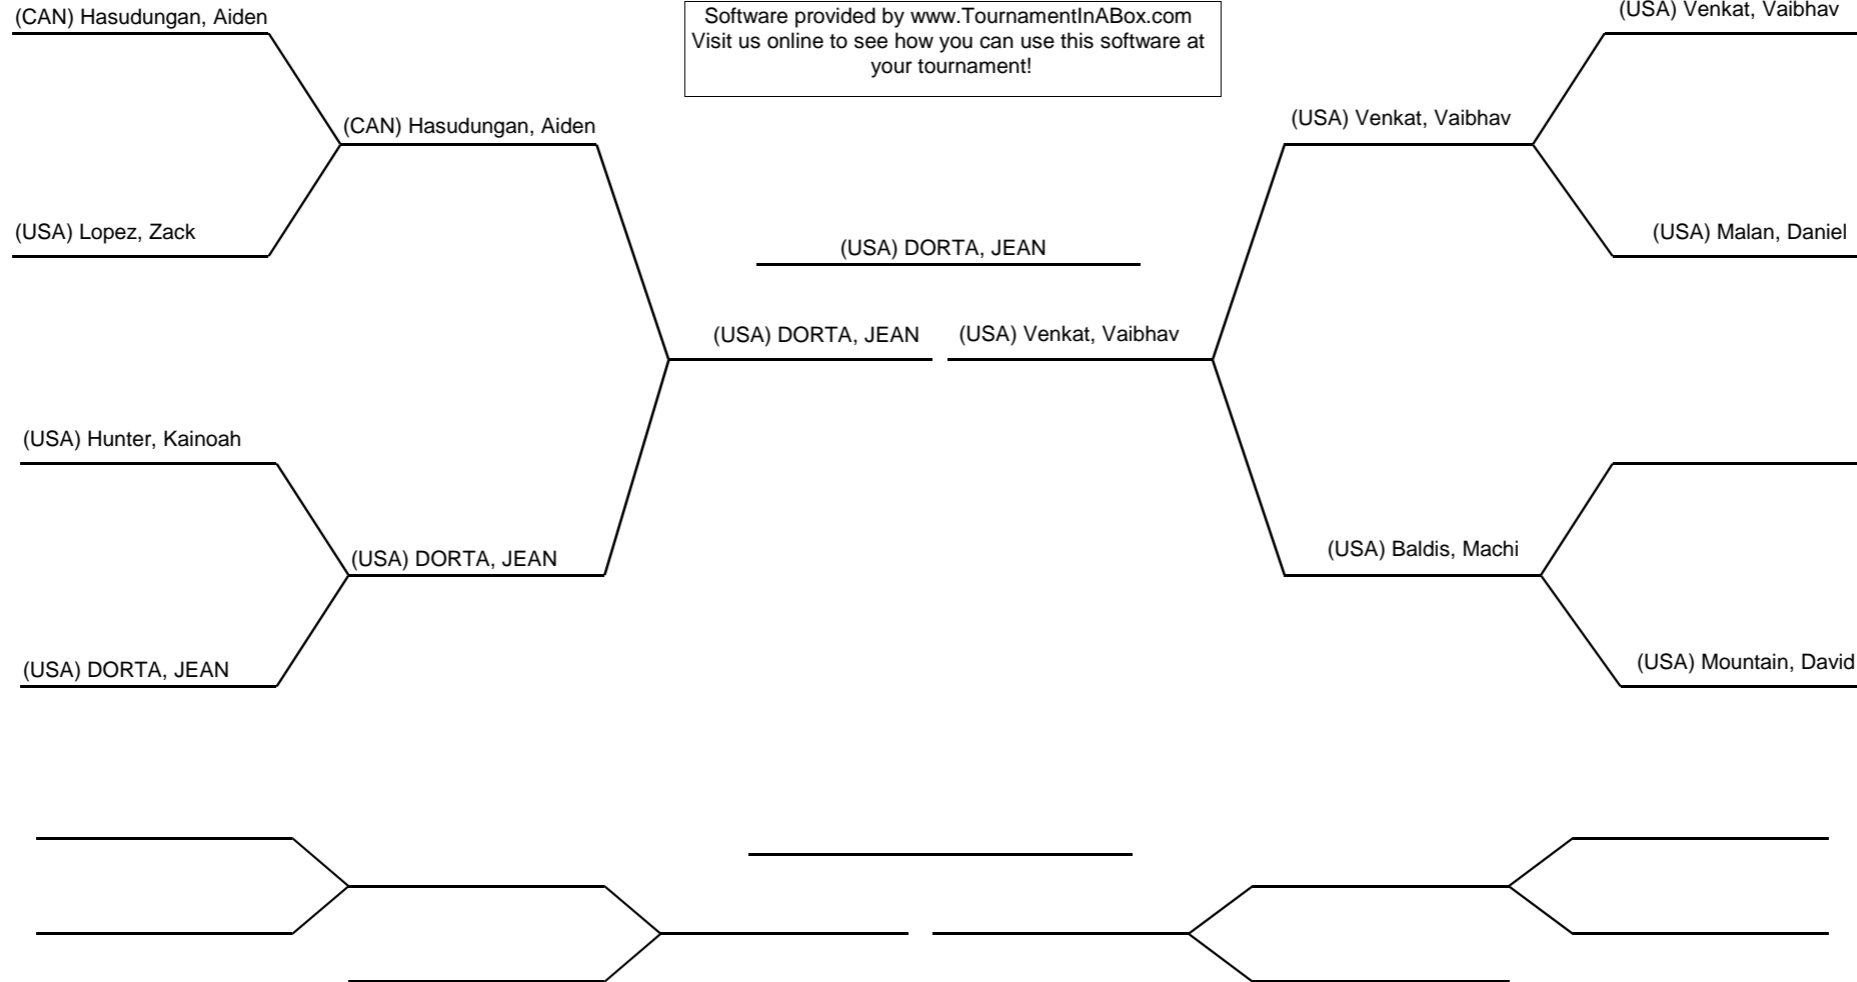 (CAN) Hasudungan, Aiden
Software provided by www.TournamentInABox.com
Visit us online to see how you can use this software at
your tournament!
(USA) Venkat, Vaibhav
(CAN) Hasudungan, Aiden
(USA) Venkat, Vaibhav
(USA) Lopez, Zack
(USA) DORTA, JEAN
(USA) Malan, Daniel
(USA) DORTA, JEAN
(USA) Venkat, Vaibhav
(USA) Hunter, Kainoah
(USA) DORTA, JEAN
(USA) Baldis, Machi
(USA) DORTA, JEAN
(USA) Mountain, David